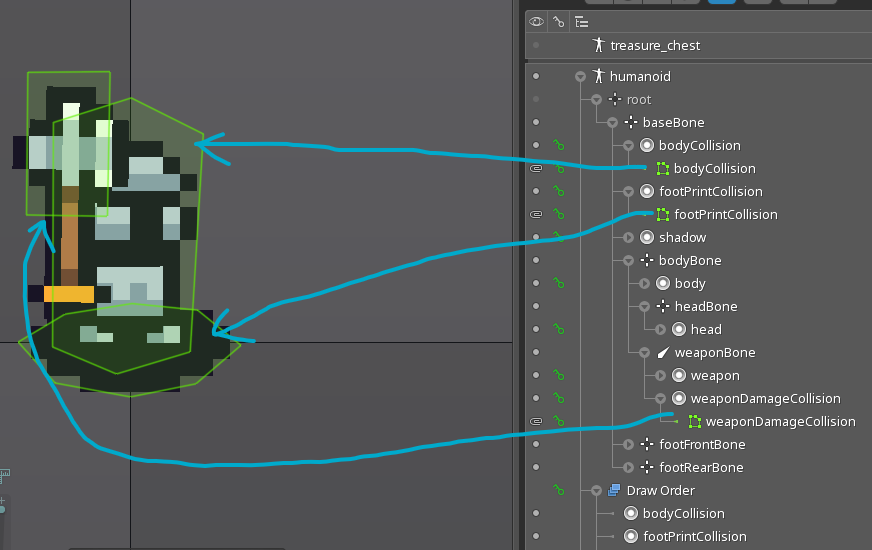 treasure_chest
humanoid
root
baseBone
bodyCollision
bodyCollision
footPrintCollision
footPrintCollision
shadow
bodyBone
body
headBone
head
weaponBone
weapon
weaponDamageCollision
weaponDamageCollision
footFrontBone
footRearBone
Draw Order
bodyCollision
footPrintCollision